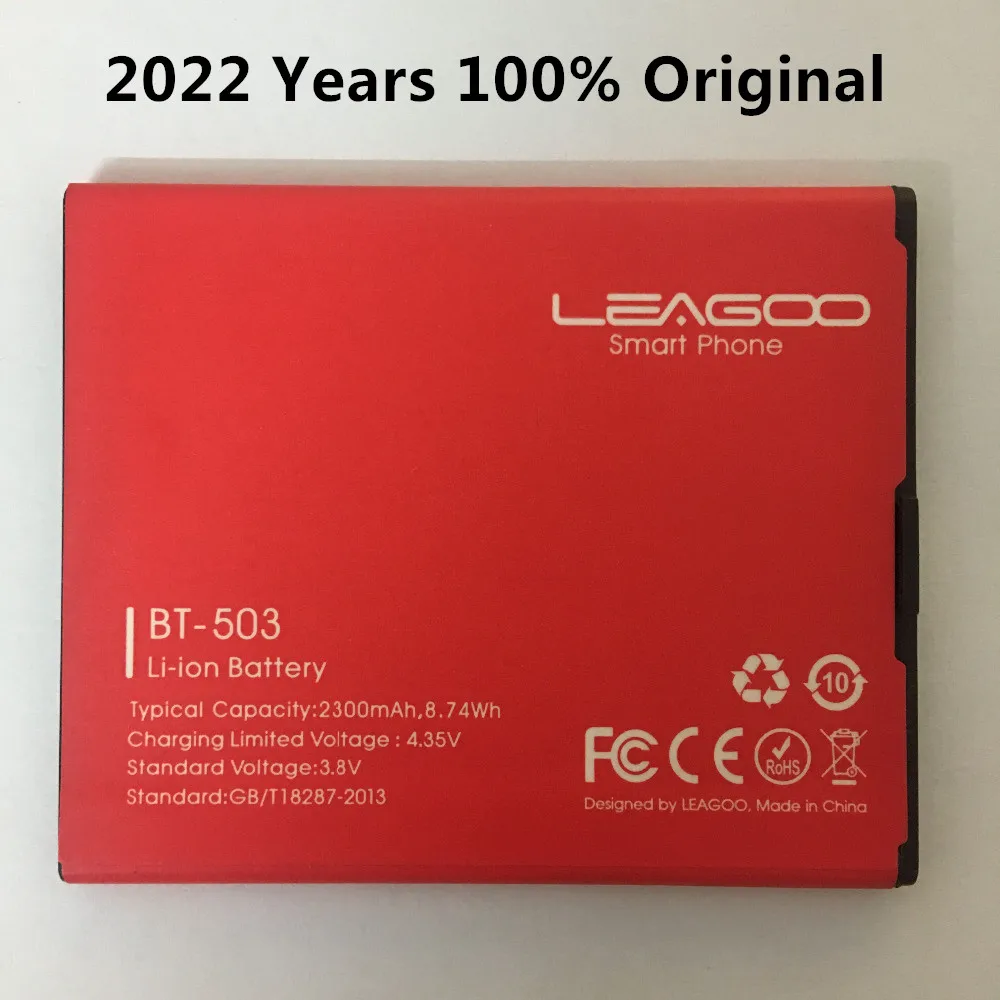 2022 Years 100% Original
LEAGOO
Smart Phone
BT-503
Li-ion Battery
Typical Capacity:2300mAh,8.74Wh
Charging Limited Voltage : 4.35V
Standard Voltage:3.8V
Standard:GB/T18287-2013
10
FC CE RoHS
Designed by LEAGOO, Made in China